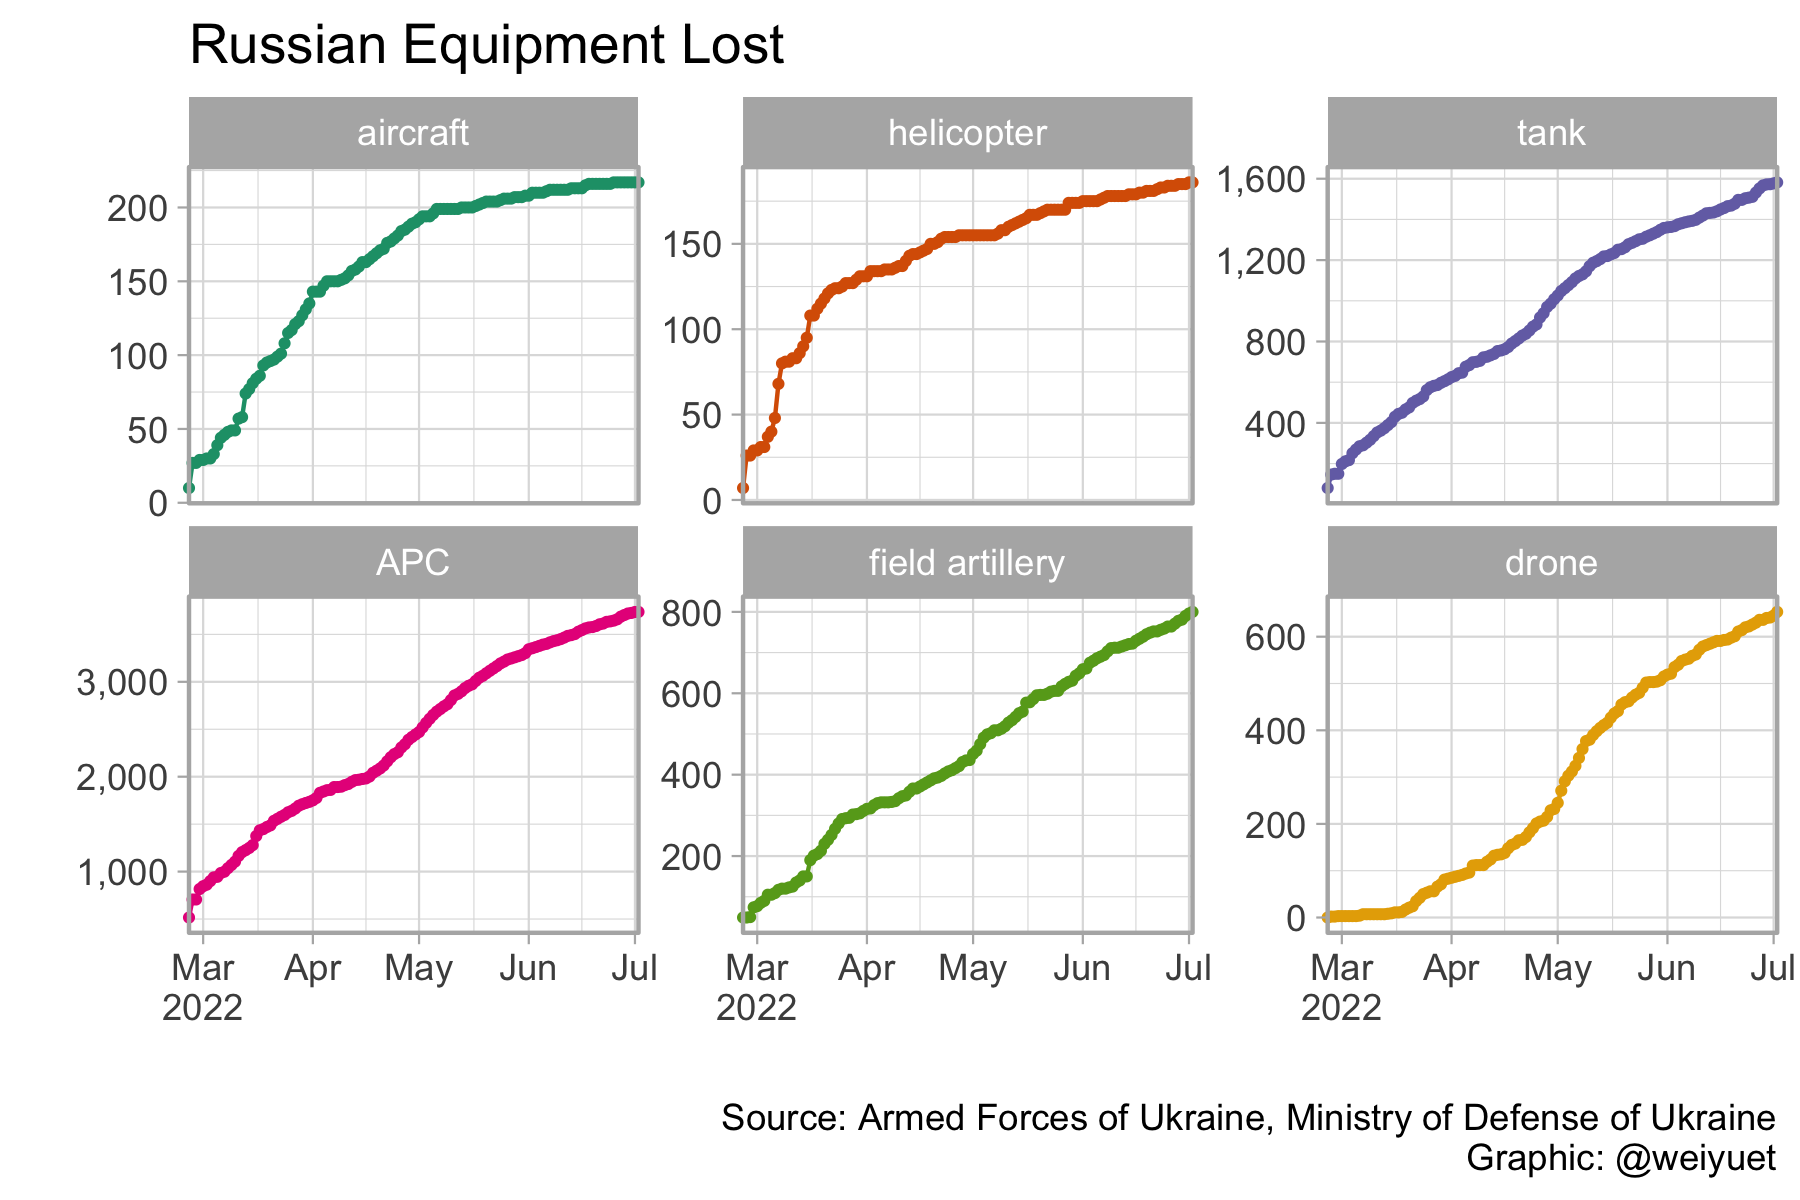 Russian Equipment Lost
aircraft
helicopter
tank
200
150
100
50
0
150
100
50
0
1,600
1,200
800
400
APC
field artillery
drone
3,000
2,000
1,000
800
600
400
200
600
400
200
0
Mar Apr May Jun Jul
2022
Mar Apr May Jun Jul
2022
Mar Apr May Jun Jul
2022
Source: Armed Forces of Ukraine, Ministry of Defense of Ukraine
Graphic: @weiyuet